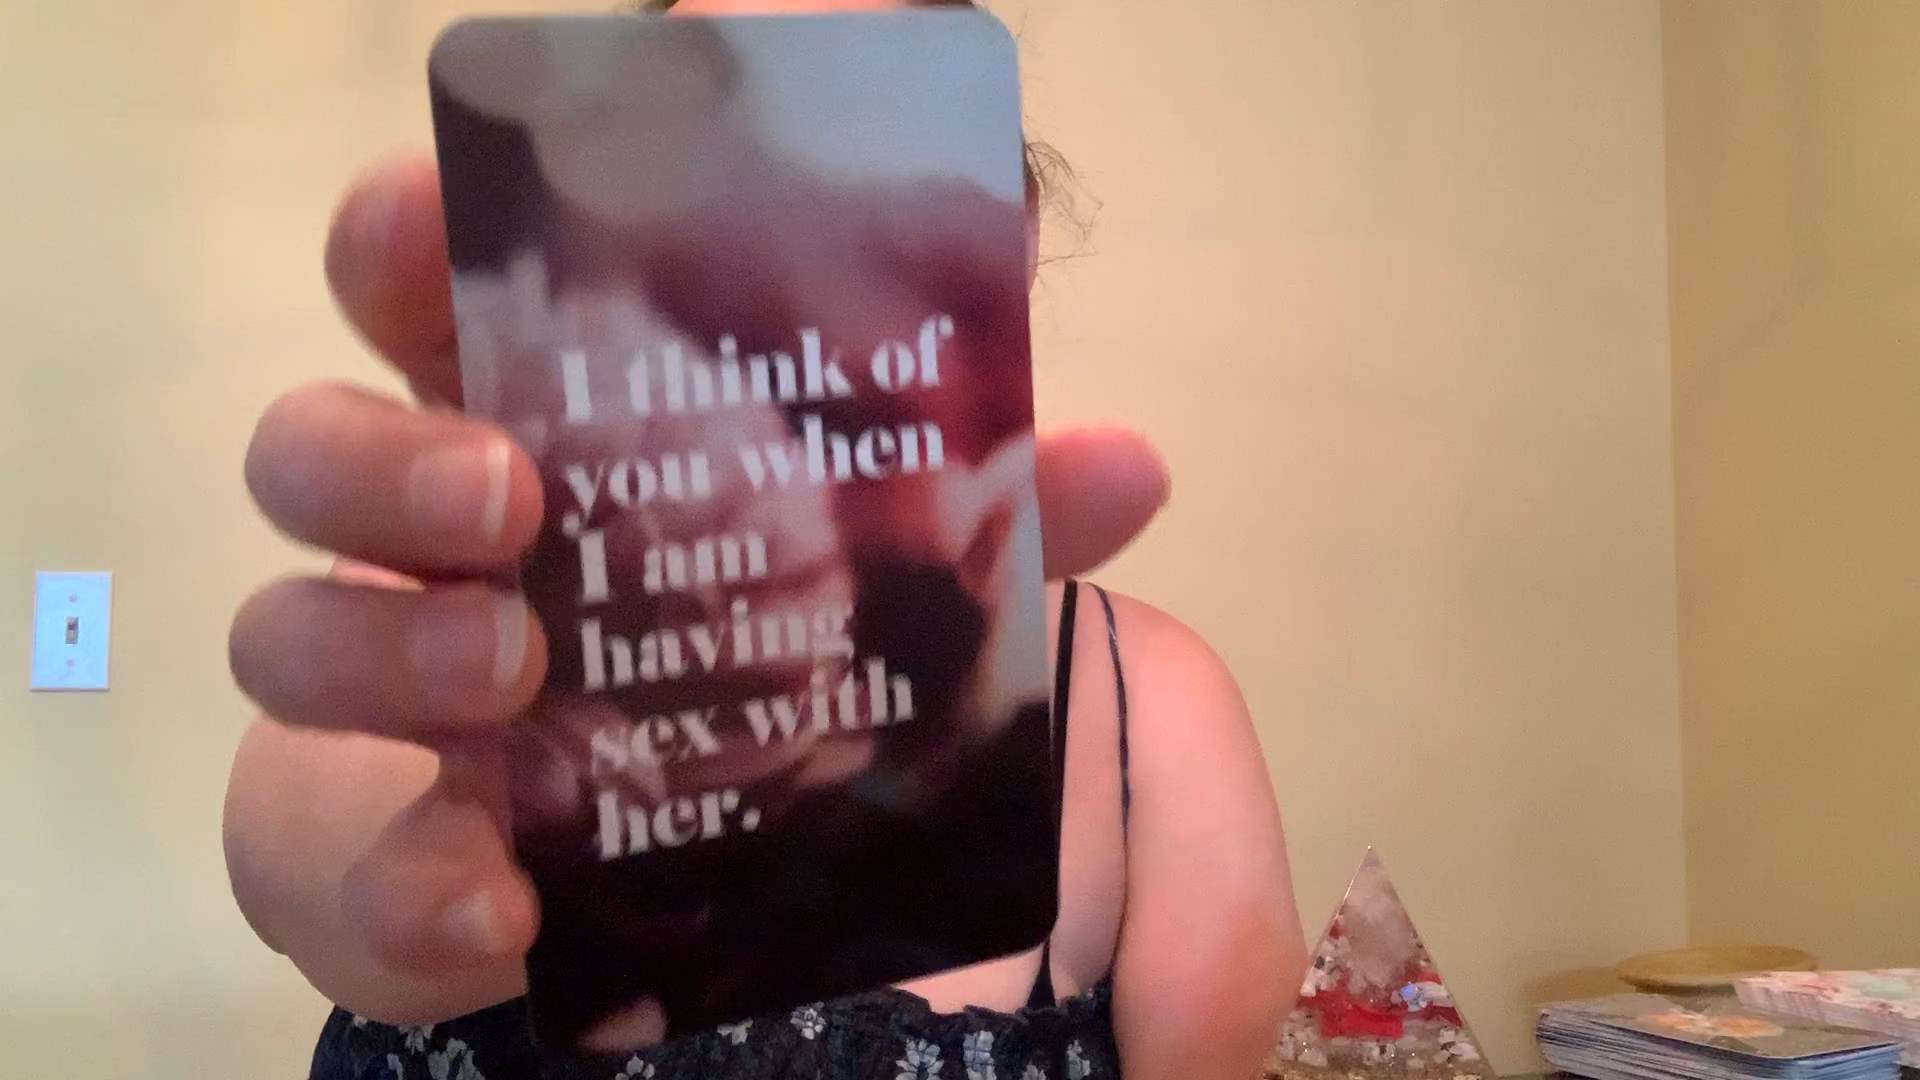 I think of
you when
I am
having
sex with
her.